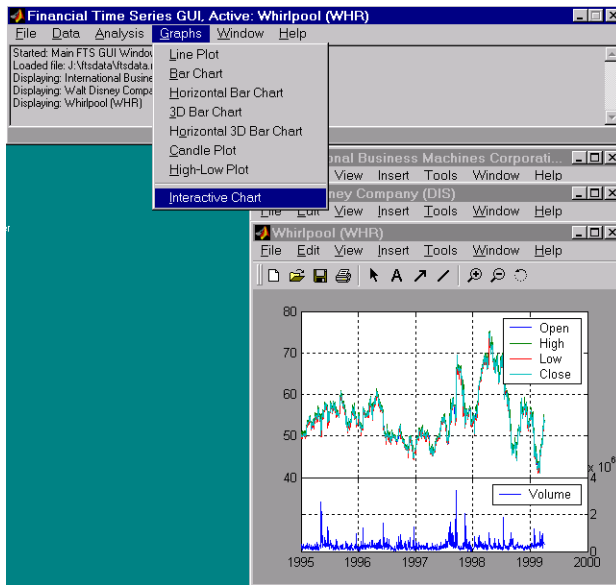 Financial Time Series GUI, Active: Whirlpool (WHR)
File Data Analysis Graphs Window Help
Started: Main FTS GUI Window
Loaded file: J:\ftsdata\ftsdata.
Displaying: International Busine
Displaying: Walt Disney Compa
Displaying: Whirlpool (WHR)
Line Plot
Bar Chart
Horizontal Bar Chart
3D Bar Chart
Horizontal 3D Bar Chart
Candle Plot
High-Low Plot
Interactive Chart
onal Business Machines Corporati...
View Insert Tools Window Help
ney Company (DIS)
File Edit View Insert Tools Window Help
Whirlpool (WHR)
File Edit View Insert Tools Window Help
A
80
70
60
50
40
Open
High
Low
Close
x 10^6
4
2
0
Volume
1995 1996 1997 1998 1999 2000